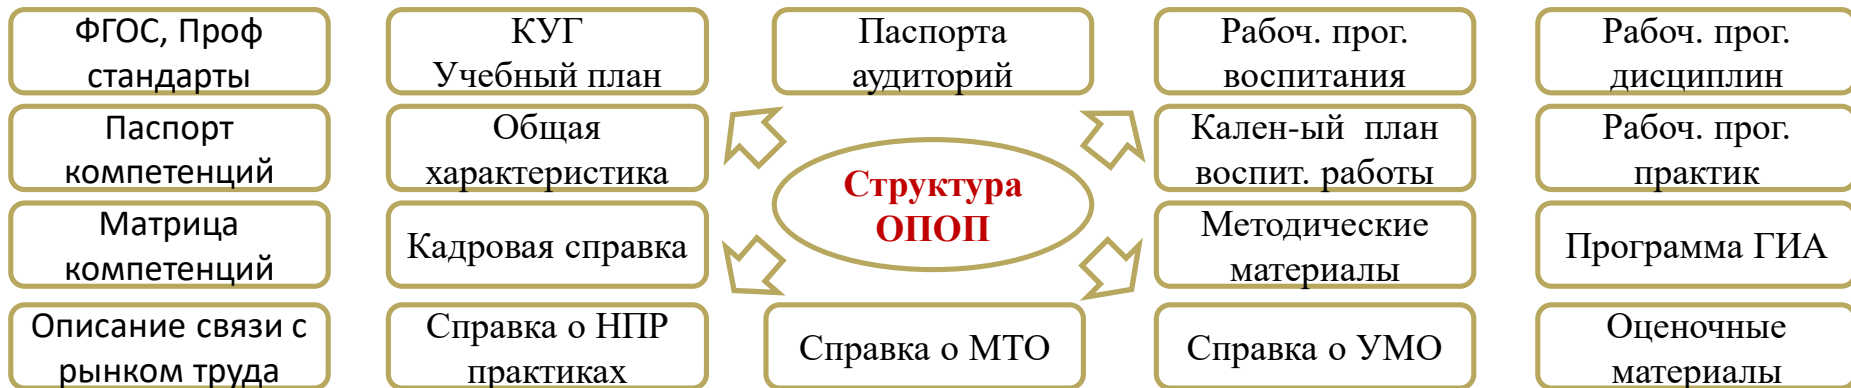 ФГОС, Проф
стандарты
КУГ
Учебный план
Паспорта
аудиторий
Рабоч. прог.
воспитания
Рабоч. прог.
дисциплин
Паспорт
компетенций
Общая
характеристика
Кален-ый план
воспит. работы
Рабоч. прог.
практик
Структура
ОПОП
Матрица
компетенций
Кадровая справка
Методические
материалы
Программа ГИА
Описание связи с
рынком труда
Справка о НПР
практиках
Справка о МТО
Справка о УМО
Оценочные
материалы